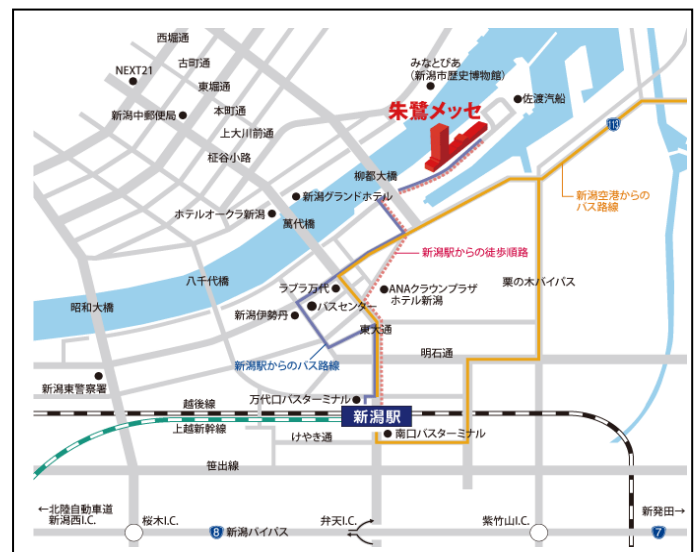 西堀通
古町通
NEXT21
東堀通
みなとぴあ
(新潟市歴史博物館)
佐渡汽船
本町通
新潟中郵便局
朱鷺メッセ
上大川前通
113
柾谷小路
柳都大橋
新潟グランドホテル
新潟空港からの
バス路線
ホテルオークラ新潟
萬代橋
新潟駅からの徒歩順路
八千代橋
ラブラ万代
ANAクラウンプラザ
ホテル新潟
栗の木バイパス
昭和大橋
バスセンター
新潟伊勢丹
東大通
新潟駅からのバス路線
明石通
新潟東警察署
万代口バスターミナル
越後線
新潟駅
上越新幹線
けやき通
南口バスターミナル
笹出線
←北陸自動車道
新潟西I.C.
桜木I.C.
8
新潟バイパス
弁天I.C.
紫竹山I.C.
新発田→
7